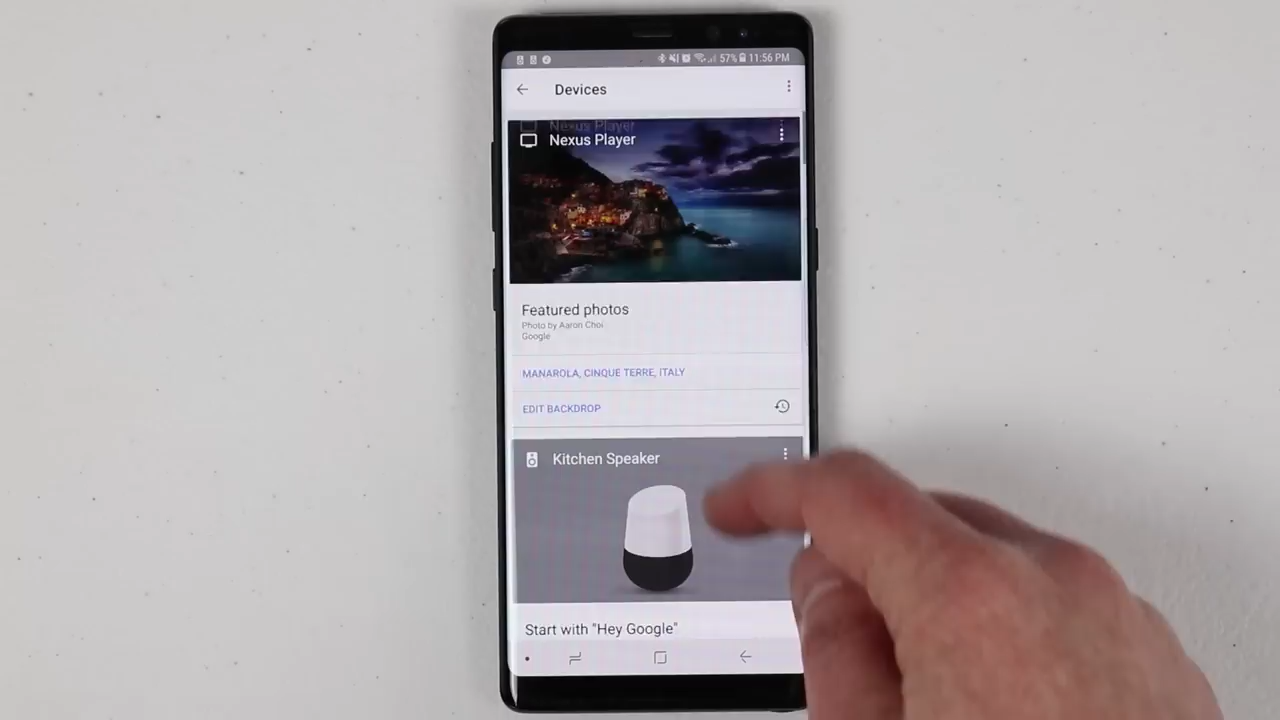 57% 11:56 PM
Devices
Nexus Player
Nexus Player
Featured photos
Photo by Aaron Choi
Google
MANAROLA, CINQUE TERRE, ITALY
EDIT BACKDROP
Kitchen Speaker
Start with "Hey Google"